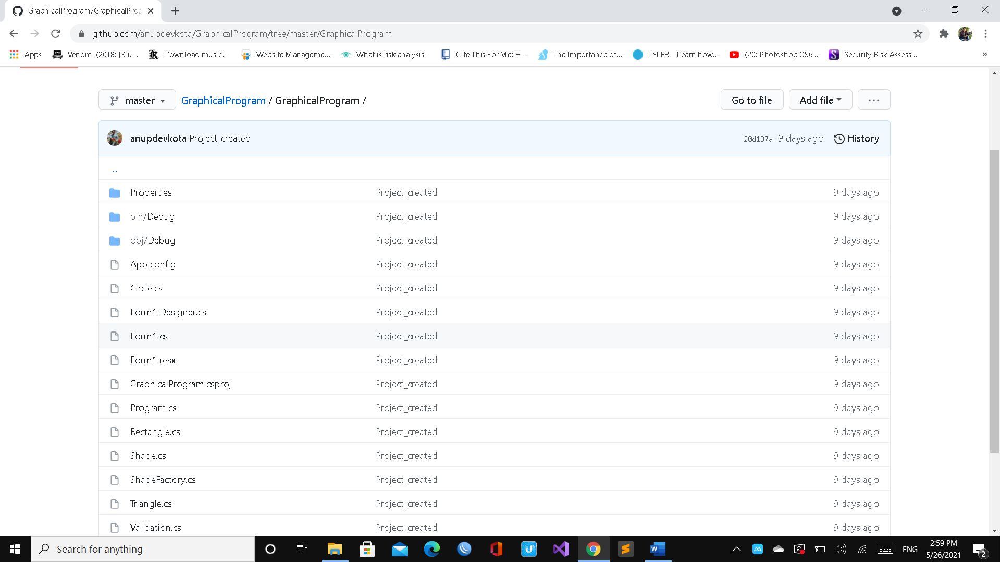 GraphicalProgram/GraphicalProg
github.com/anupdevkota/GraphicalProgram/tree/master/GraphicalProgram
Apps Venom. (2018) [Blu... Download music,... Website Manageme... What is risk analysis... Cite This For Me: H... The Importance of... TYLER – Learn how... (20) Photoshop CS6... Security Risk Assess... »
master GraphicalProgram / GraphicalProgram / Go to file Add file ...
anupdevkota Project_created 20d197a 9 days ago History
..
Properties Project_created 9 days ago
bin/Debug Project_created 9 days ago
obj/Debug Project_created 9 days ago
App.config Project_created 9 days ago
Circle.cs Project_created 9 days ago
Form1.Designer.cs Project_created 9 days ago
Form1.cs Project_created 9 days ago
Form1.resx Project_created 9 days ago
GraphicalProgram.csproj Project_created 9 days ago
Program.cs Project_created 9 days ago
Rectangle.cs Project_created 9 days ago
Shape.cs Project_created 9 days ago
ShapeFactory.cs Project_created 9 days ago
Triangle.cs Project_created 9 days ago
Validation.cs Project_created 9 days ago
Search for anything ENG 2:59 PM
5/26/2021 2